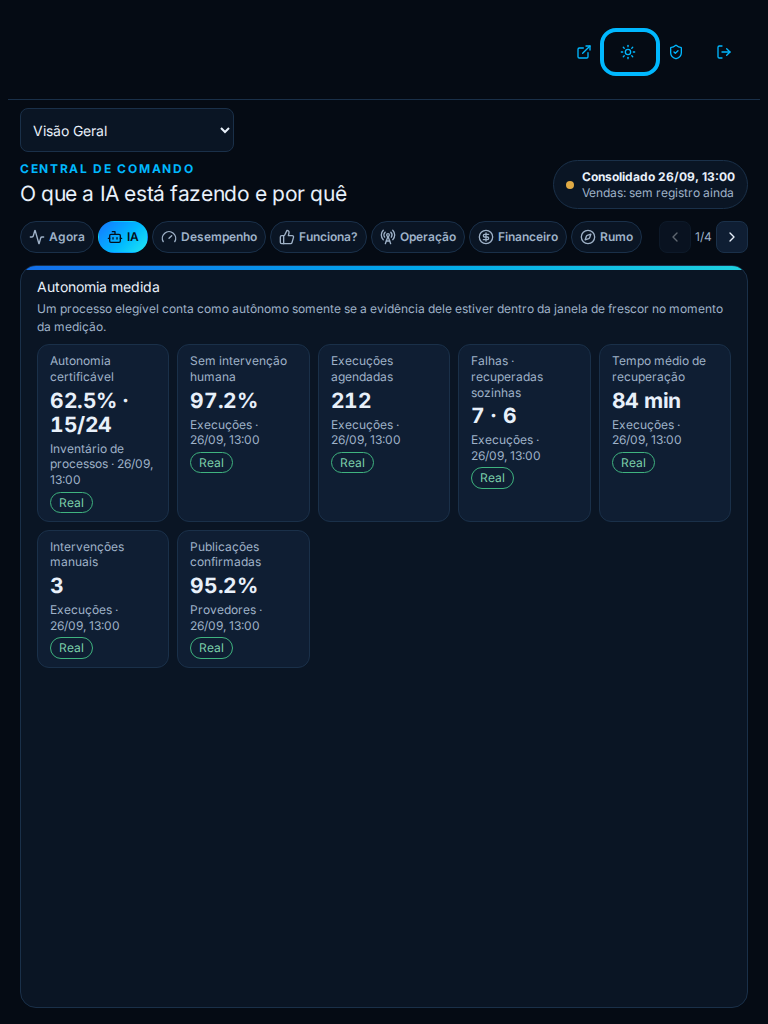 Visão Geral
CENTRAL DE COMANDO
O que a IA está fazendo e por quê
Consolidado 26/09, 13:00
Vendas: sem registro ainda
Agora
IA
Desempenho
Funciona?
Operação
Financeiro
Rumo
1/4
Autonomia medida
Um processo elegível conta como autônomo somente se a evidência dele estiver dentro da janela de frescor no momento
da medição.
Autonomia
certificável
62.5% ·
15/24
Inventário de
processos · 26/09,
13:00
Real
Sem intervenção
humana
97.2%
Execuções ·
26/09, 13:00
Real
Execuções
agendadas
212
Execuções ·
26/09, 13:00
Real
Falhas ·
recuperadas
sozinhas
7 · 6
Execuções ·
26/09, 13:00
Real
Tempo médio de
recuperação
84 min
Execuções ·
26/09, 13:00
Real
Intervenções
manuais
3
Execuções ·
26/09, 13:00
Real
Publicações
confirmadas
95.2%
Provedores ·
26/09, 13:00
Real